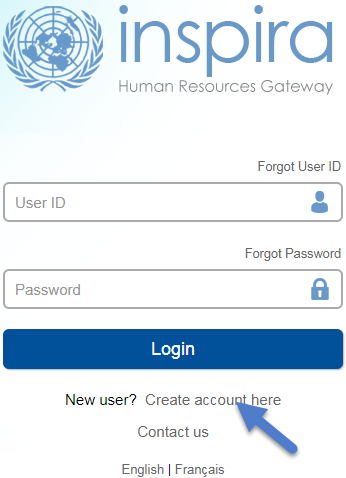 inspira
Human Resources Gateway
Forgot User ID
User ID
Forgot Password
Password
Login
New user? Create account here
Contact us
English | Français